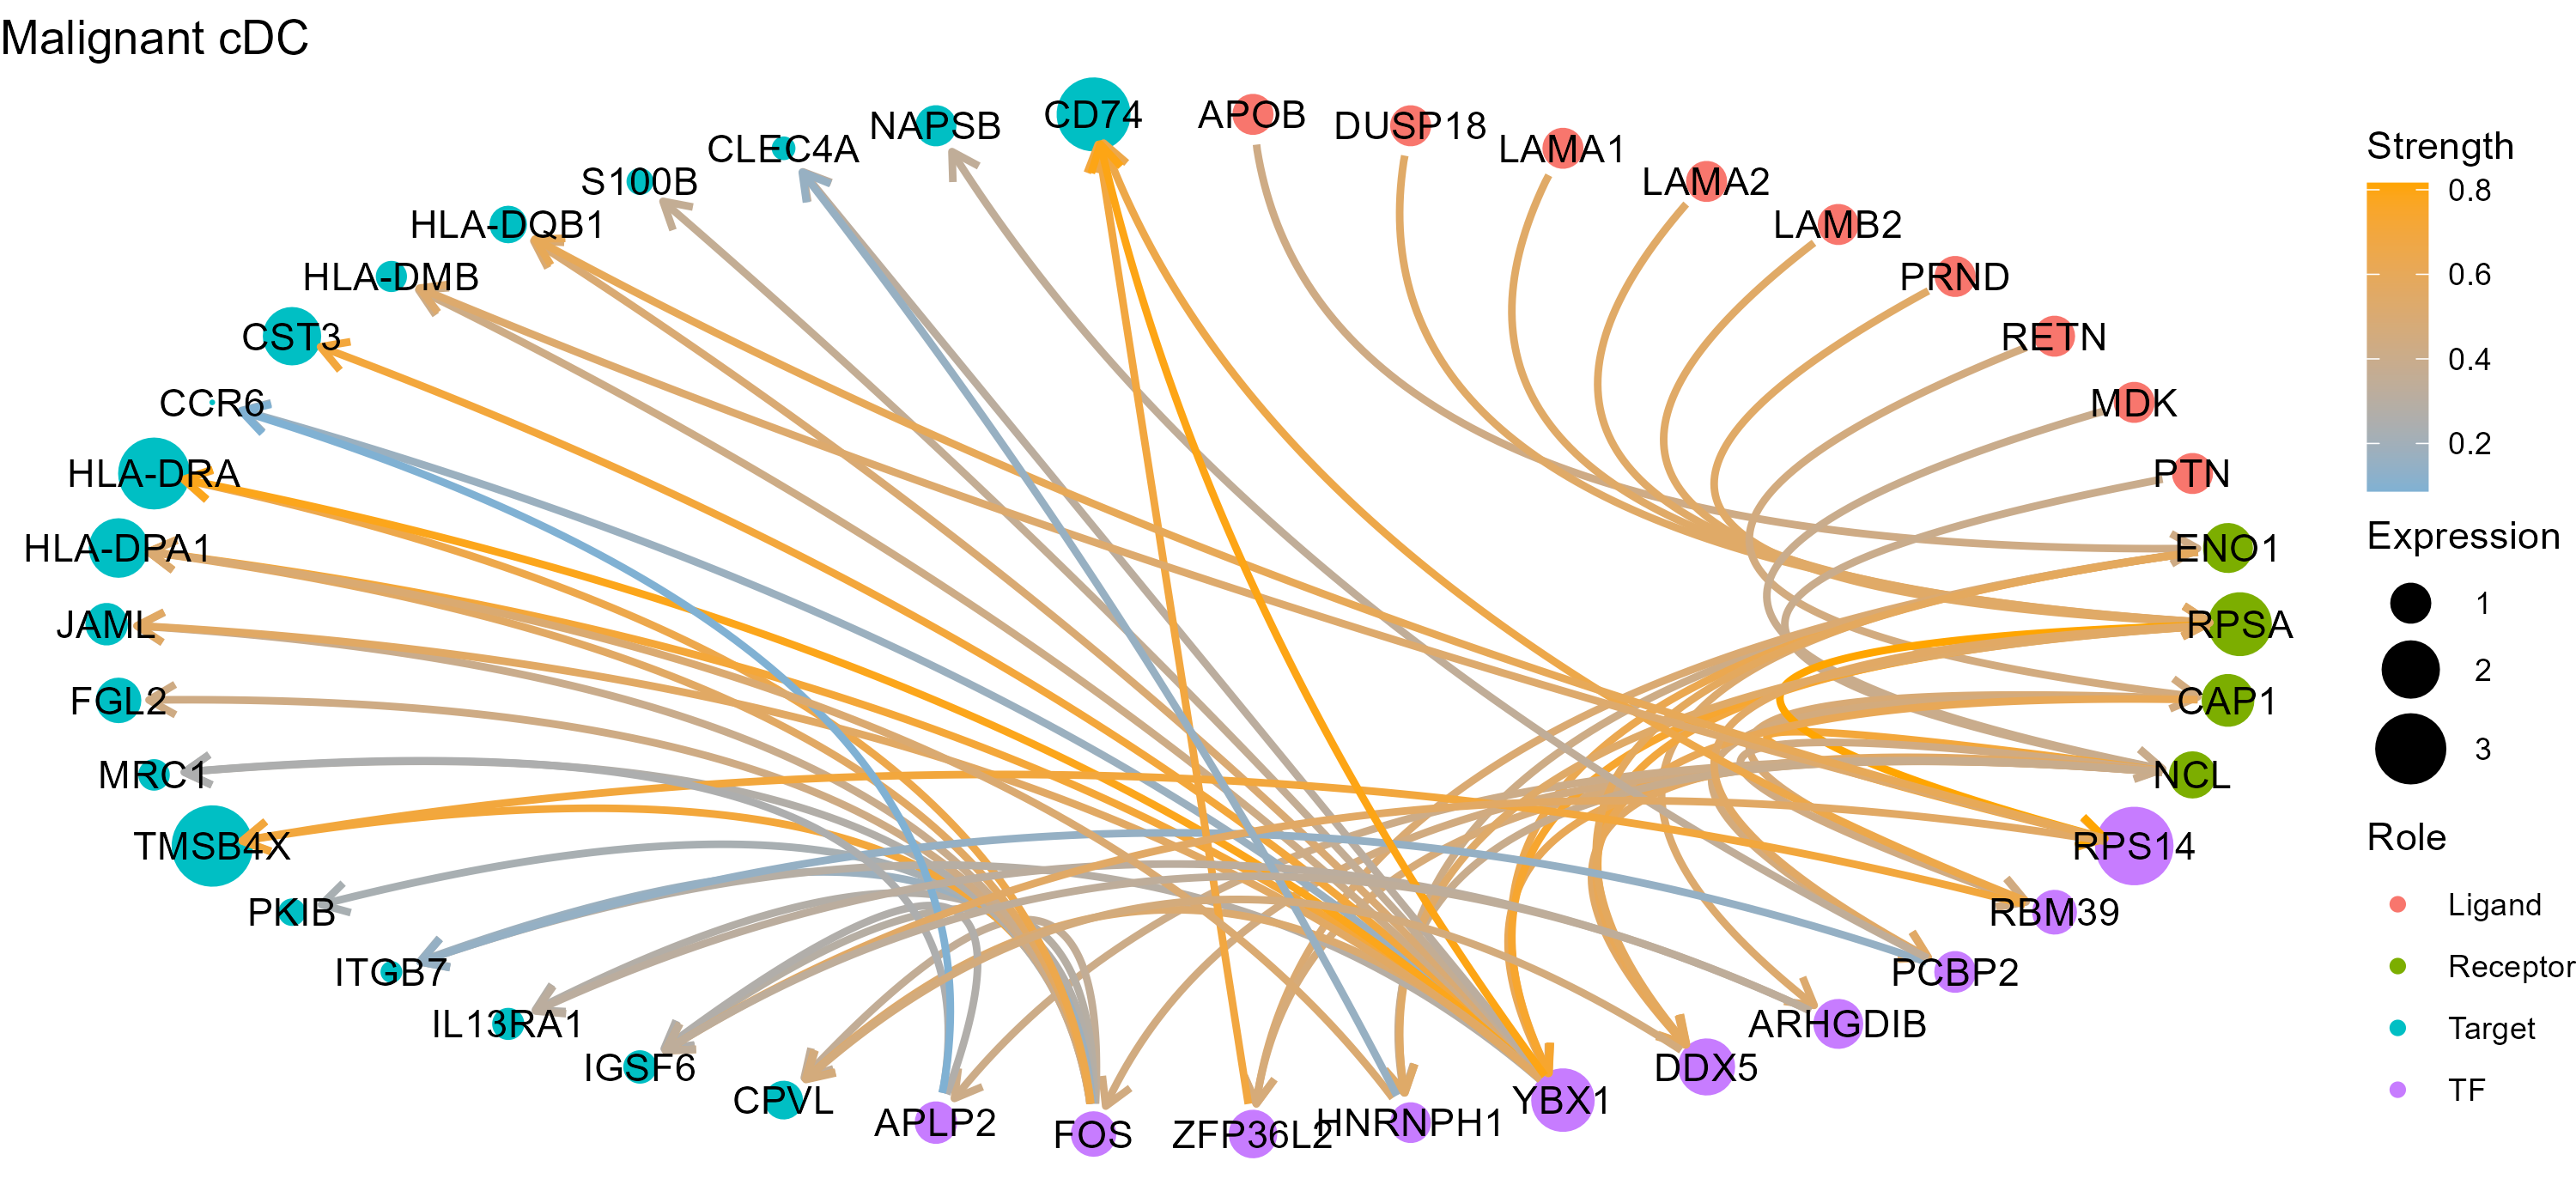 Malignant cDC
CD74
APOB
DUSP18
LAMA1
LAMA2
LAMB2
PRND
RETN
MDK
PTN
ENO1
RPSA
CAP1
NCL
RPS14
RBM39
PCBP2
ARHGDIB
DDX5
YBX1
HNRNPH1
ZFP36L2
FOS
APLP2
CPVL
IGSF6
IL13RA1
ITGB7
PKIB
TMSB4X
MRC1
FGL2
JAML
HLA-DPA1
HLA-DRA
CCR6
CST3
HLA-DMB
HLA-DQB1
S100B
CLEC4A
NAPSB
Strength
0.8
0.6
0.4
0.2
Expression
1
2
3
Role
Ligand
Receptor
Target
TF